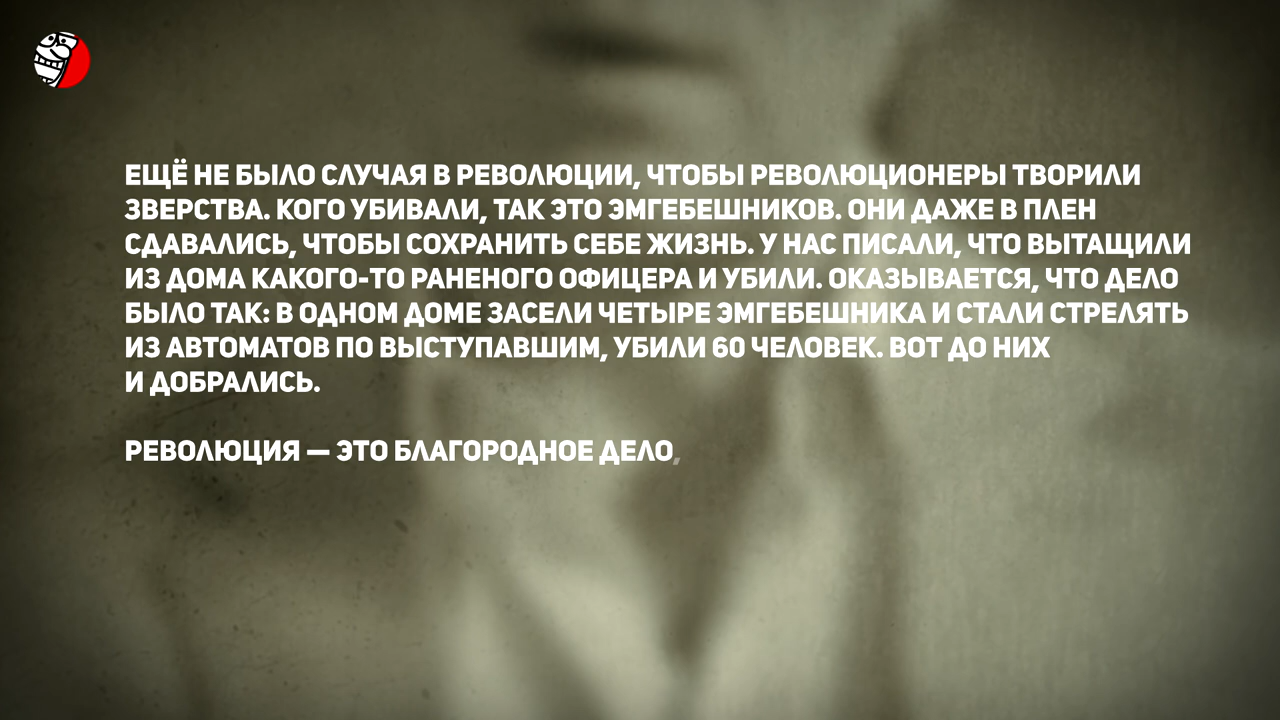 ЕЩЁ НЕ БЫЛО СЛУЧАЯ В РЕВОЛЮЦИИ, ЧТОБЫ РЕВОЛЮЦИОНЕРЫ ТВОРИЛИ
ЗВЕРСТВА. КОГО УБИВАЛИ, ТАК ЭТО ЭМГЕБЕШНИКОВ. ОНИ ДАЖЕ В ПЛЕН
СДАВАЛИСЬ, ЧТОБЫ СОХРАНИТЬ СЕБЕ ЖИЗНЬ. У НАС ПИСАЛИ, ЧТО ВЫТАЩИЛИ
ИЗ ДОМА КАКОГО-ТО РАНЕНОГО ОФИЦЕРА И УБИЛИ. ОКАЗЫВАЕТСЯ, ЧТО ДЕЛО
БЫЛО ТАК: В ОДНОМ ДОМЕ ЗАСЕЛИ ЧЕТЫРЕ ЭМГЕБЕШНИКА И СТАЛИ СТРЕЛЯТЬ
ИЗ АВТОМАТОВ ПО ВЫСТУПАВШИМ, УБИЛИ 60 ЧЕЛОВЕК. ВОТ ДО НИХ
И ДОБРАЛИСЬ.
РЕВОЛЮЦИЯ — ЭТО БЛАГОРОДНОЕ ДЕЛО,